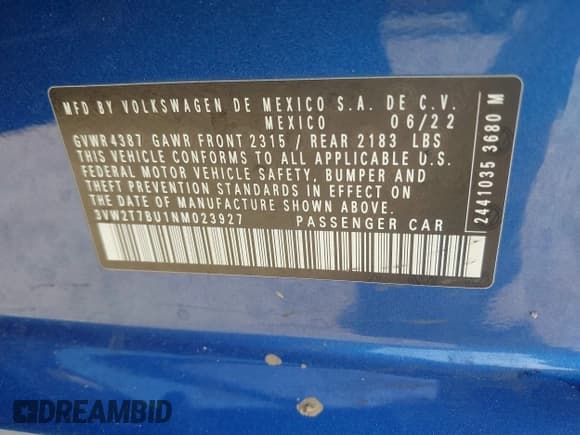 MFD BY VOLKSWAGEN DE MEXICO S.A. DE C.V.
MEXICO 06/22
GVWR 4387 GAWR FRONT 2315 / REAR 2183 LBS
THIS VEHICLE CONFORMS TO ALL APPLICABLE U.S.
FEDERAL MOTOR VEHICLE SAFETY, BUMPER AND
THEFT PREVENTION STANDARDS IN EFFECT ON
THE DATE OF MANUFACTURE SHOWN ABOVE.
3VW2T7BU1NM023927 PASSENGER CAR
2441035 3680 M
DREAMBID